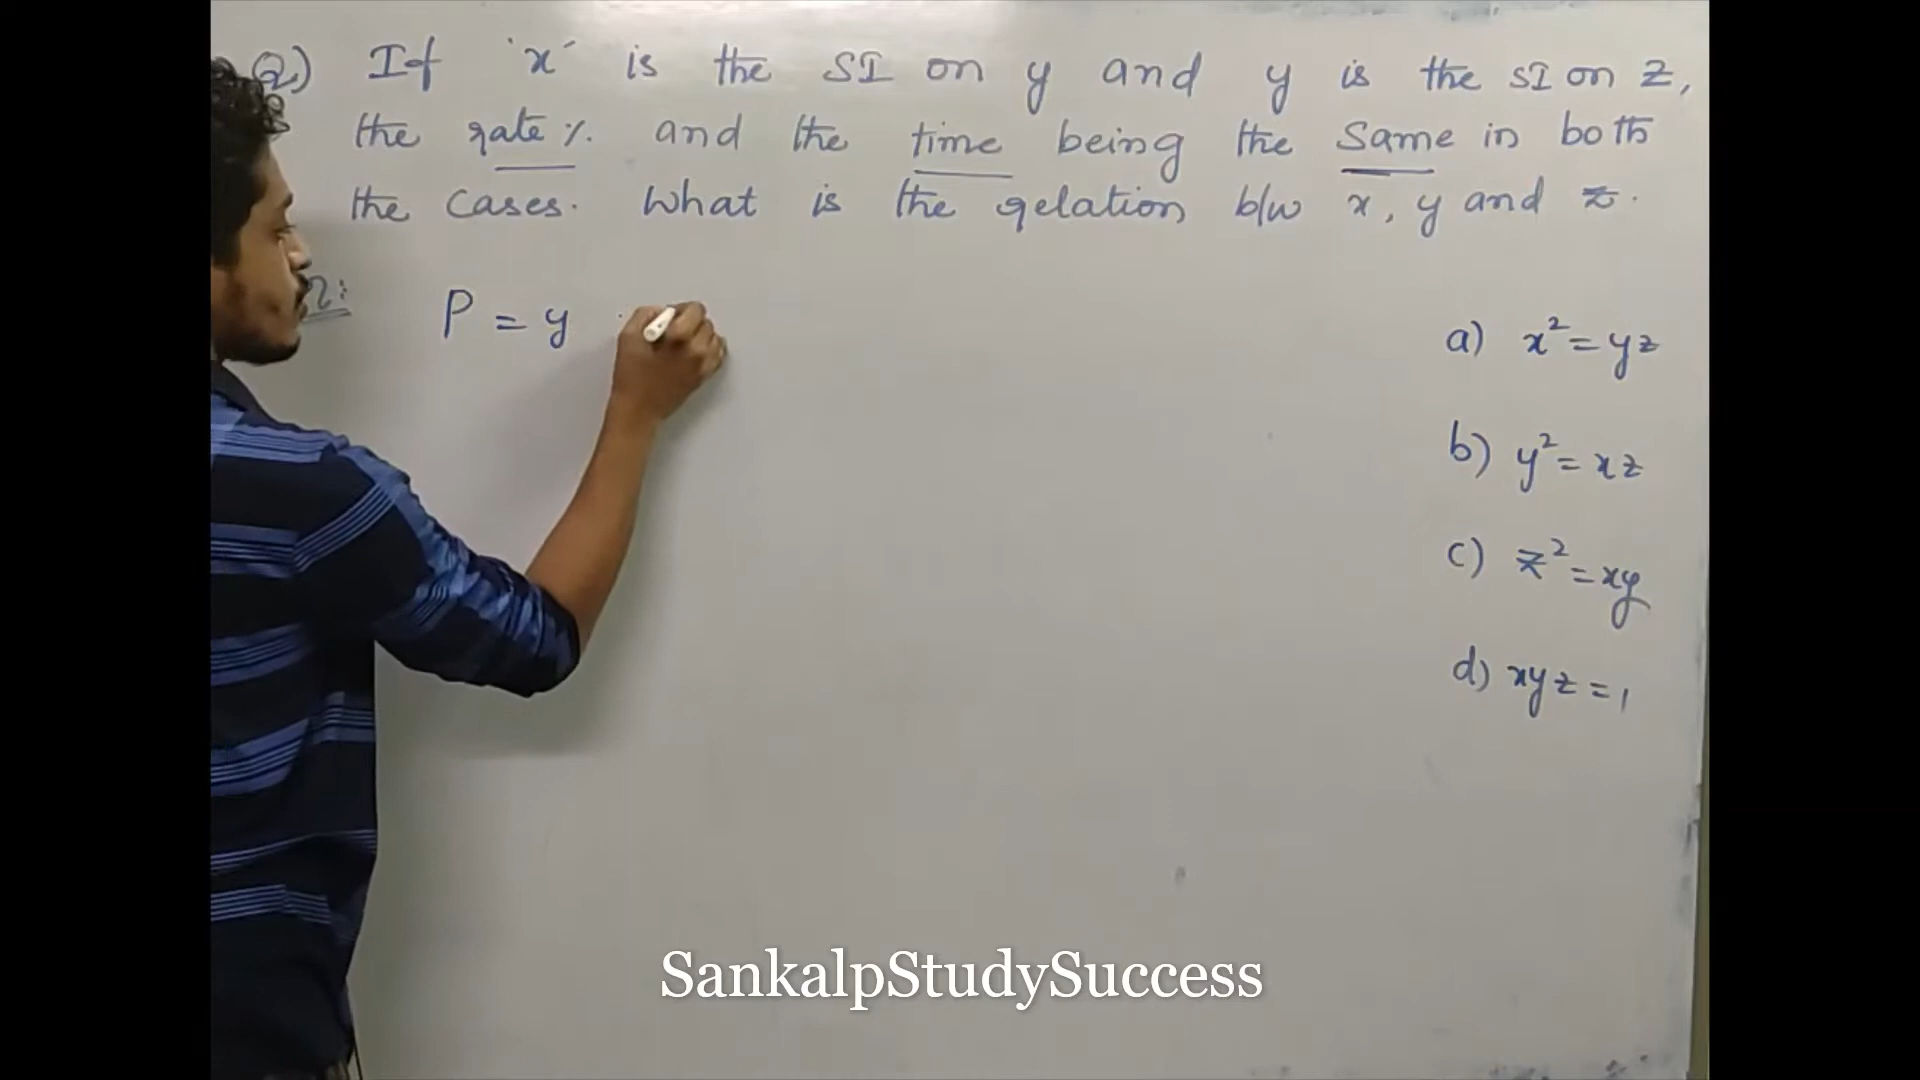 Q) If 'x' is the SI on y and y is the SI on z,
the rate %. and the time being the same in both
the cases. What is the relation b/w x, y and z.
P = y
a) x² = yz
b) y² = xz
c) z² = xy
d) xyz = 1
SankalpStudySuccess